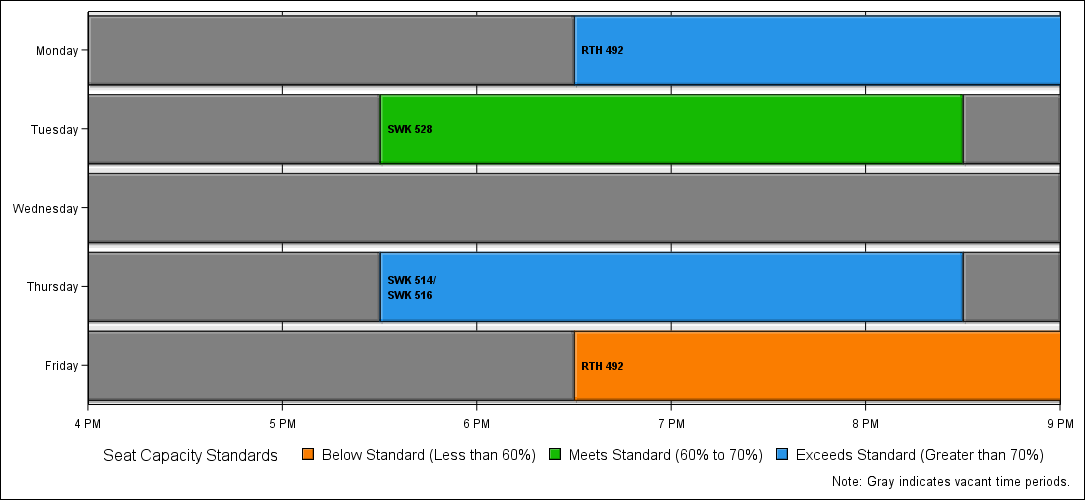 Monday
RTH 492
Tuesday
SWK 528
Wednesday
Thursday
SWK 514/
SWK 516
Friday
RTH 492
4 PM 5 PM 6 PM 7 PM 8 PM 9 PM
Seat Capacity Standards Below Standard (Less than 60%) Meets Standard (60% to 70%) Exceeds Standard (Greater than 70%)
Note: Gray indicates vacant time periods.